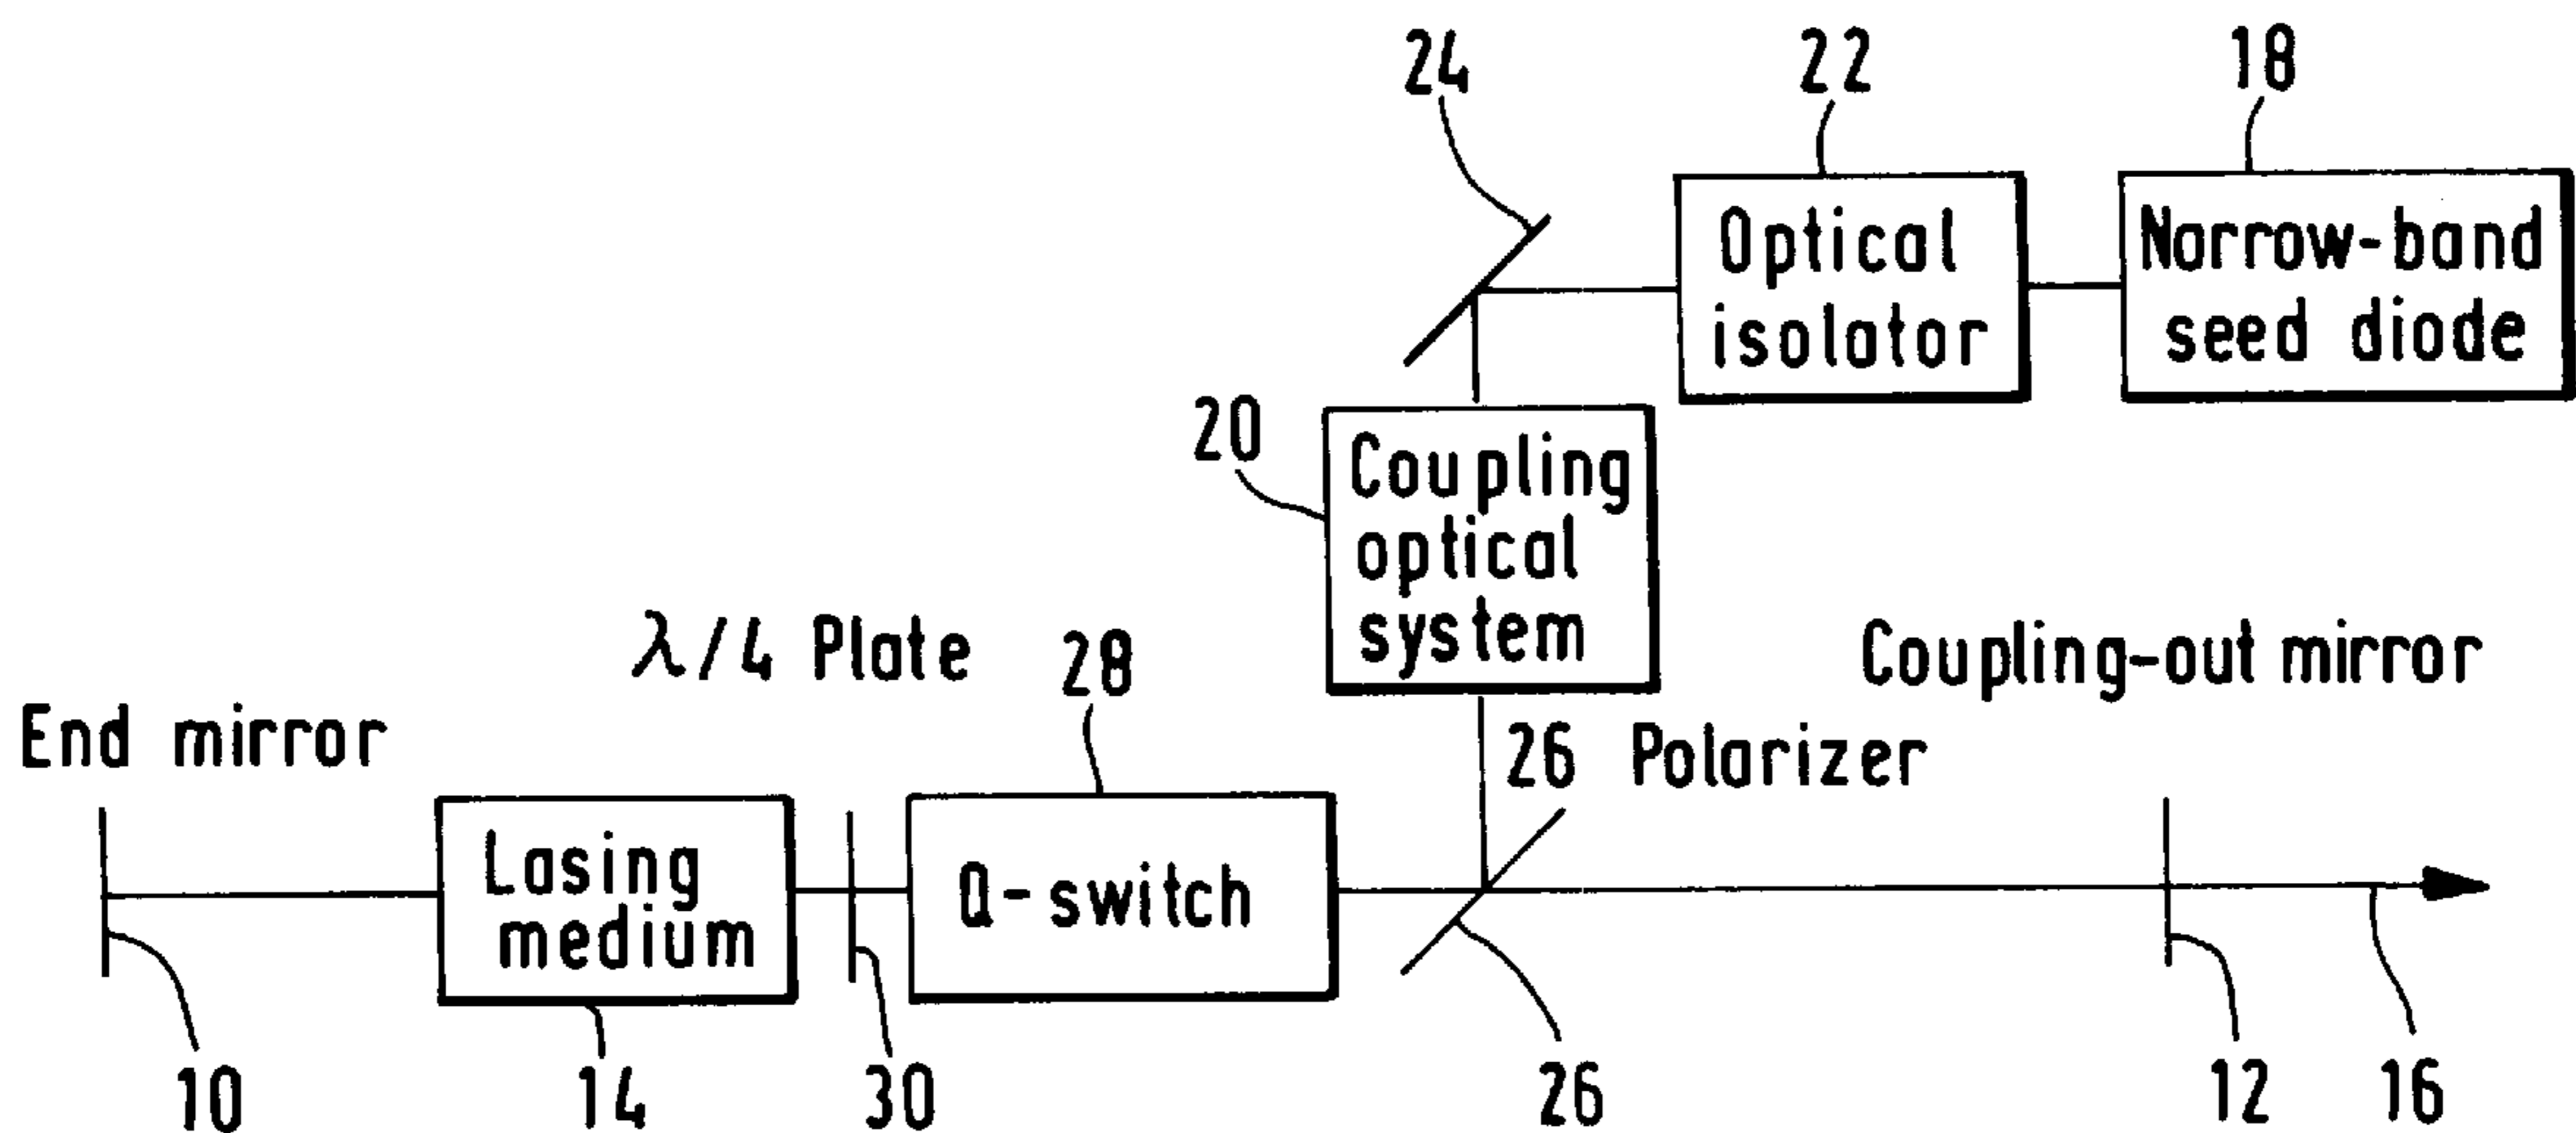 24
22
18
Optical
isolator
Narrow-band
seed diode
20
Coupling
optical
system
λ/4 Plate
28
Coupling-out mirror
End mirror
26 Polarizer
Lasing
medium
Q-switch
10
14
30
26
12
16